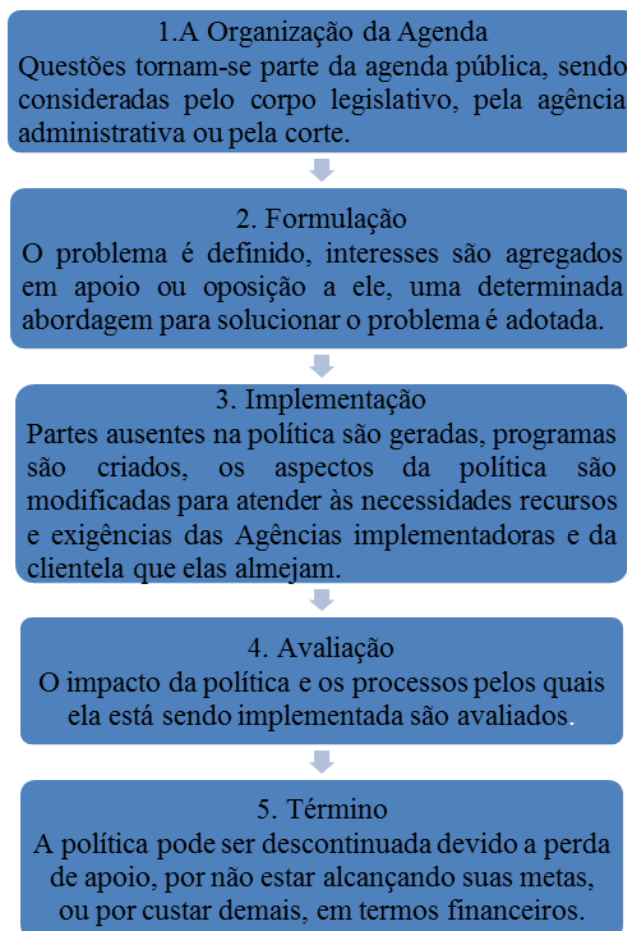 1.A Organização da Agenda
Questões tornam-se parte da agenda pública, sendo
consideradas pelo corpo legislativo, pela agência
administrativa ou pela corte.
2. Formulação
O problema é definido, interesses são agregados
em apoio ou oposição a ele, uma determinada
abordagem para solucionar o problema é adotada.
3. Implementação
Partes ausentes na política são geradas, programas
são criados, os aspectos da política são
modificadas para atender às necessidades recursos
e exigências das Agências implementadoras e da
clientela que elas almejam.
4. Avaliação
O impacto da política e os processos pelos quais
ela está sendo implementada são avaliados.
5. Término
A política pode ser descontinuada devido a perda
de apoio, por não estar alcançando suas metas,
ou por custar demais, em termos financeiros.